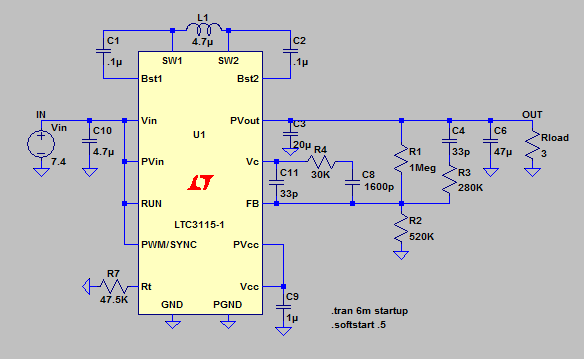 L1
4.7µ
C1
.1µ
C2
.1µ
SW1 SW2
Bst1 Bst2
IN
Vin
7.4
C10
4.7µ
Vin
U1
PVout
C3
20µ
OUT
Rload
3
C4
33p
C6
47µ
R1
1Meg
R3
280K
PVin
Vc
R4
30K
C11
33p
C8
1600p
RUN
FB
LTC3115-1
R2
520K
PWM/SYNC
PVcc
R7
47.5K
Rt
Vcc
C9
1µ
GND PGND
.tran 6m startup
.softstart .5